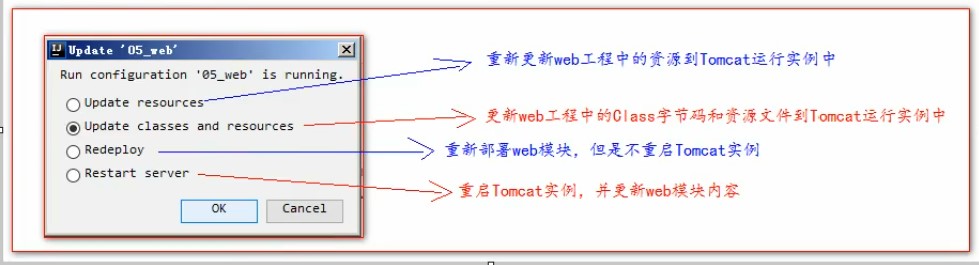 Update '05_web'
Run configuration '05_web' is running.
Update resources
重新更新web工程中的资源到Tomcat运行实例中
Update classes and resources
更新web工程中的Class字节码和资源文件到Tomcat运行实例中
Redeploy
重新部署web模块，但是不重启Tomcat实例
Restart server
重启Tomcat实例，并更新web模块内容
OK
Cancel